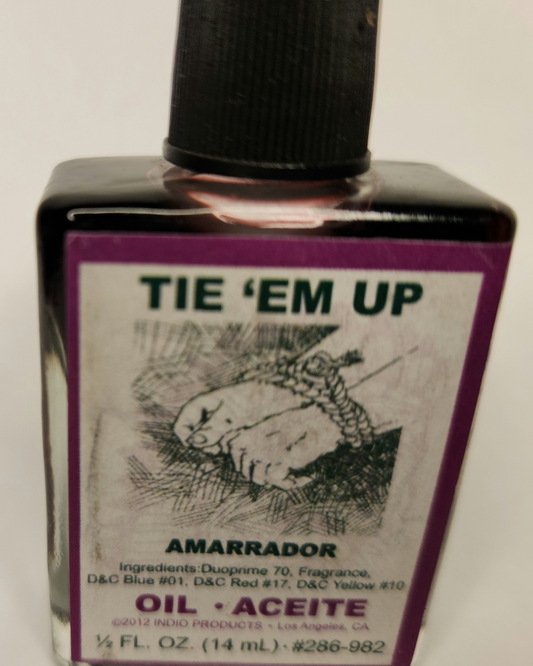 TIE ‘EM UP
AMARRADOR
Ingredients:Duoprime 70, Fragrance,
D&C Blue #01, D&C Red #17, D&C Yellow #10
OIL • ACEITE
©2012 INDIO PRODUCTS • Los Angeles, CA
½ FL. OZ. (14 mL) • #286-982